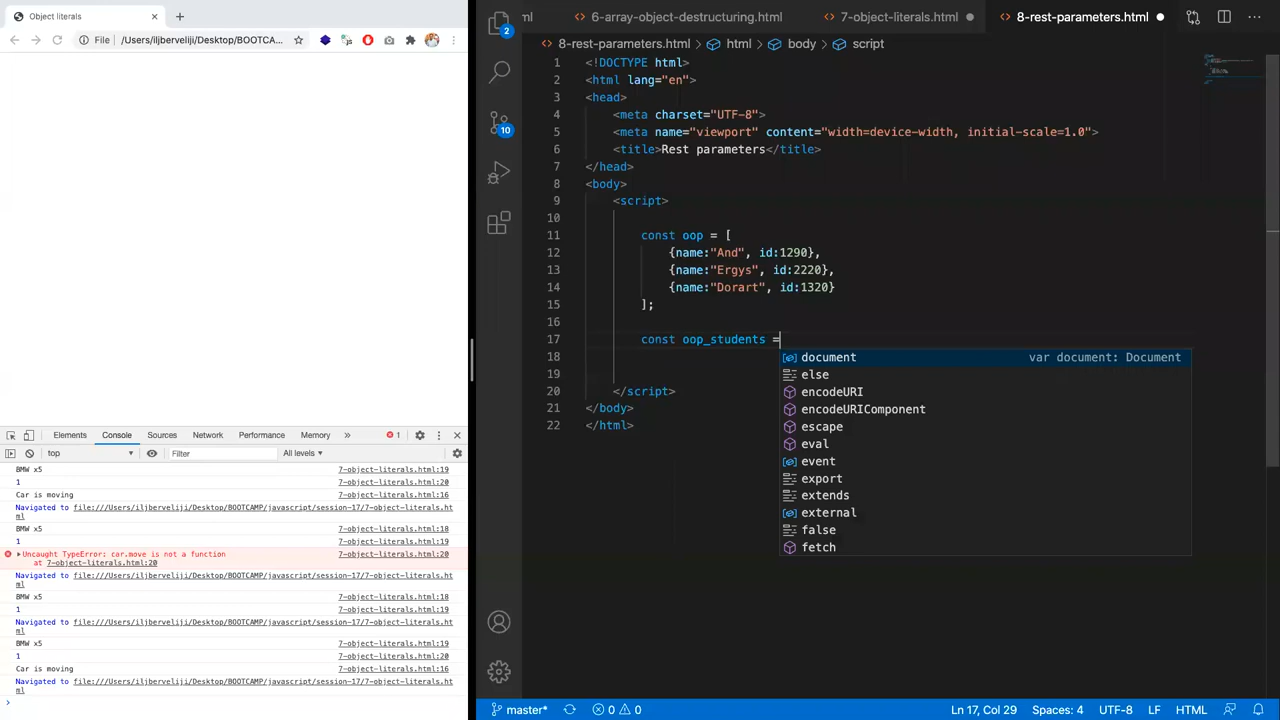 Object literals
File
/Users/iljberveliji/Desktop/BOOTCA...
Elements Console Sources Network Performance Memory 1
top Filter All levels
BMW x5 7-object-literals.html:19
1 7-object-literals.html:20
Car is moving 7-object-literals.html:16
Navigated to file:///Users/iljberveliji/Desktop/BOOTCAMP/javascript/session-17/7-object-literals.ht
ml
BMW x5 7-object-literals.html:18
1 7-object-literals.html:19
Uncaught TypeError: car.move is not a function 7-object-literals.html:20
at 7-object-literals.html:20
Navigated to file:///Users/iljberveliji/Desktop/BOOTCAMP/javascript/session-17/7-object-literals.ht
ml
BMW x5 7-object-literals.html:18
1 7-object-literals.html:19
Navigated to file:///Users/iljberveliji/Desktop/BOOTCAMP/javascript/session-17/7-object-literals.ht
ml
BMW x5 7-object-literals.html:19
1 7-object-literals.html:20
Car is moving 7-object-literals.html:16
Navigated to file:///Users/iljberveliji/Desktop/BOOTCAMP/javascript/session-17/7-object-literals.ht
ml
2
10
ml 6-array-object-destructuring.html 7-object-literals.html 8-rest-parameters.html
8-rest-parameters.html > html > body > script
1 <!DOCTYPE html>
2 <html lang="en">
3 <head>
4 <meta charset="UTF-8">
5 <meta name="viewport" content="width=device-width, initial-scale=1.0">
6 <title>Rest parameters</title>
7 </head>
8 <body>
9 <script>
10
11 const oop = [
12 {name:"And", id:1290},
13 {name:"Ergys", id:2220},
14 {name:"Dorart", id:1320}
15 ];
16
17 const oop_students =
18
19
20 </script>
21 </body>
22 </html>
document var document: Document
else
encodeURI
encodeURIComponent
escape
eval
event
export
extends
external
false
fetch
master* 0 0 Ln 17, Col 29 Spaces: 4 UTF-8 LF HTML